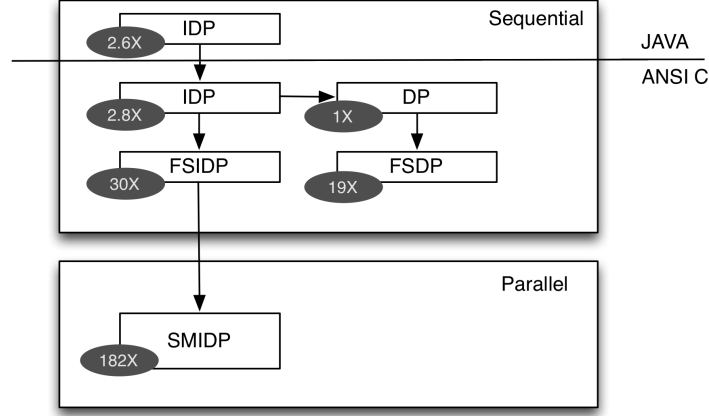 Sequential
IDP
2.6X
JAVA
ANSI C
IDP
2.8X
DP
1X
FSIDP
30X
FSDP
19X
Parallel
SMIDP
182X